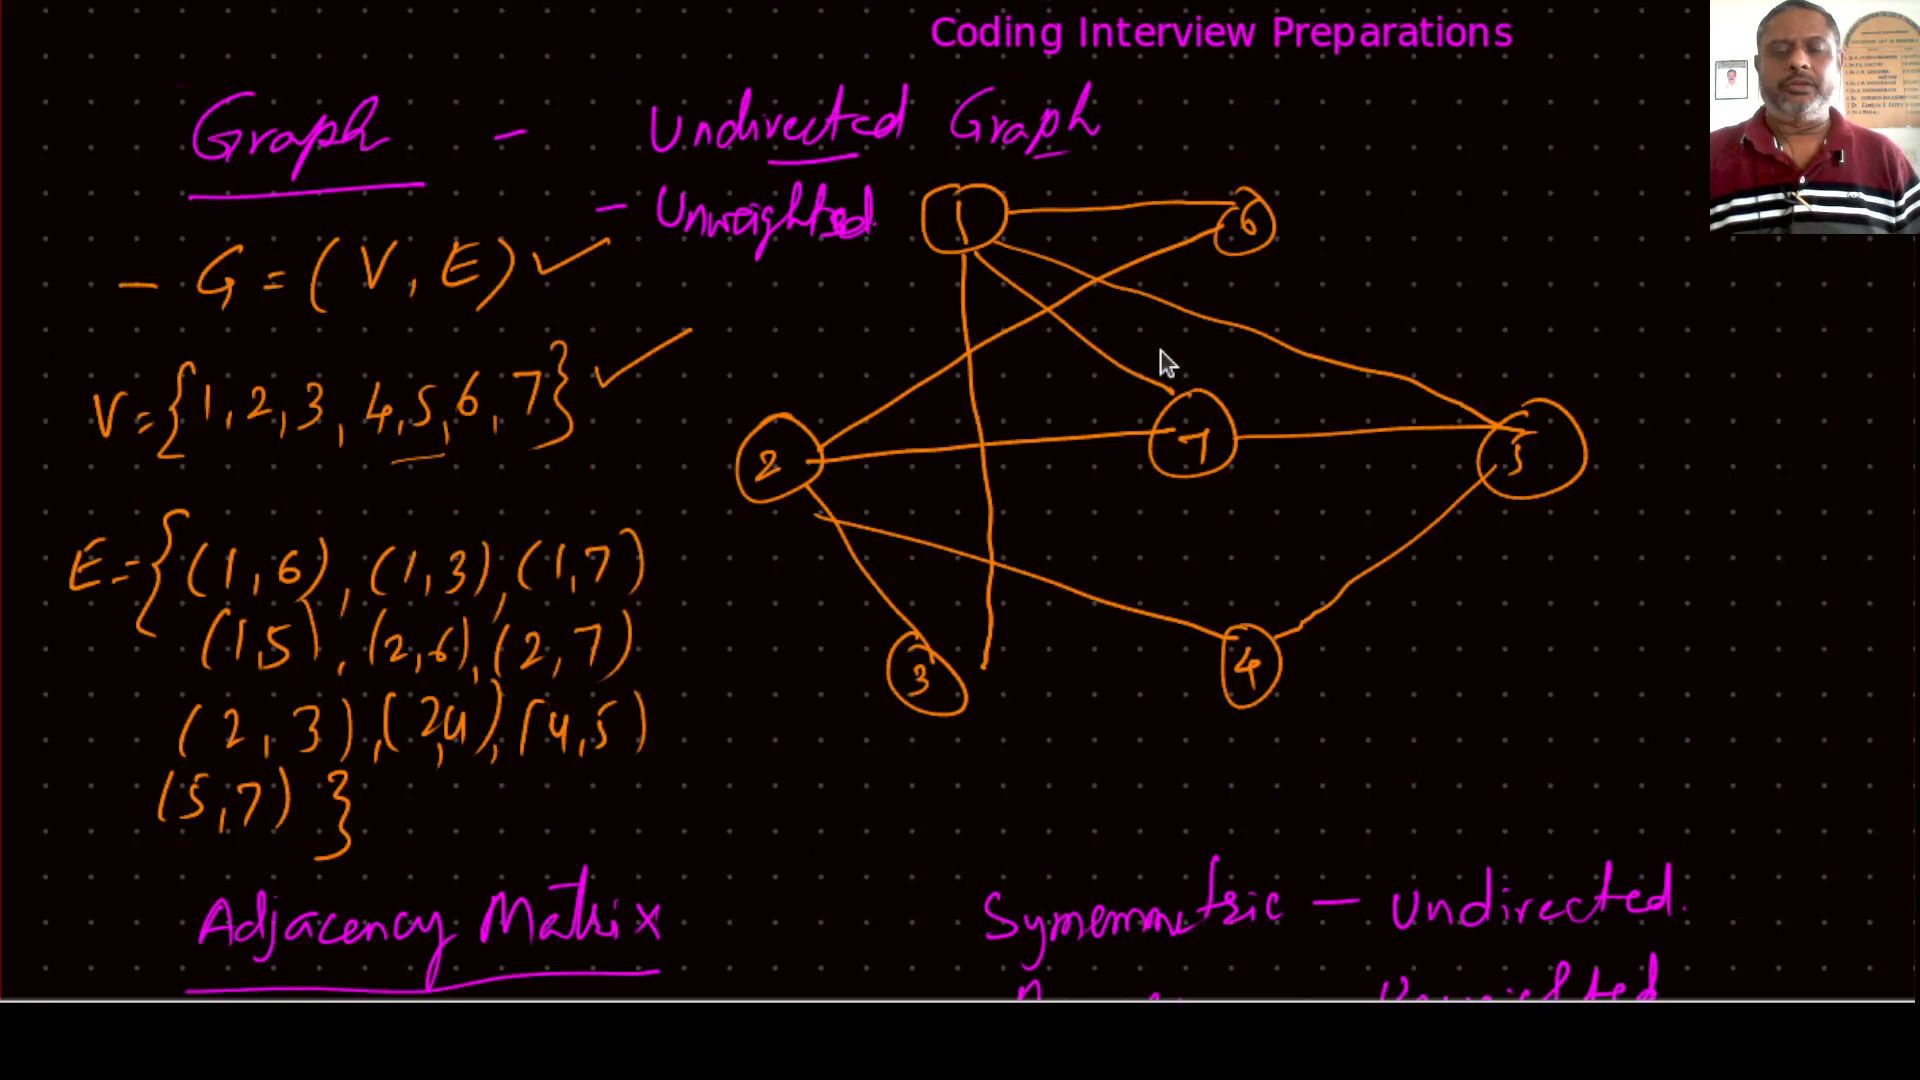 Coding Interview Preparations
Graph - Undirected Graph
- Unweighted
- G = (V, E) ✓
V = {1, 2, 3, 4, 5, 6, 7} ✓
E = {(1, 6), (1, 3), (1, 7)
(1, 5), (2, 6), (2, 7)
(2, 3), (2, 4), (4, 5)
(5, 7) }
1
6
2
7
5
3
4
Adjacency Matrix
Symemmetric - Undirected.